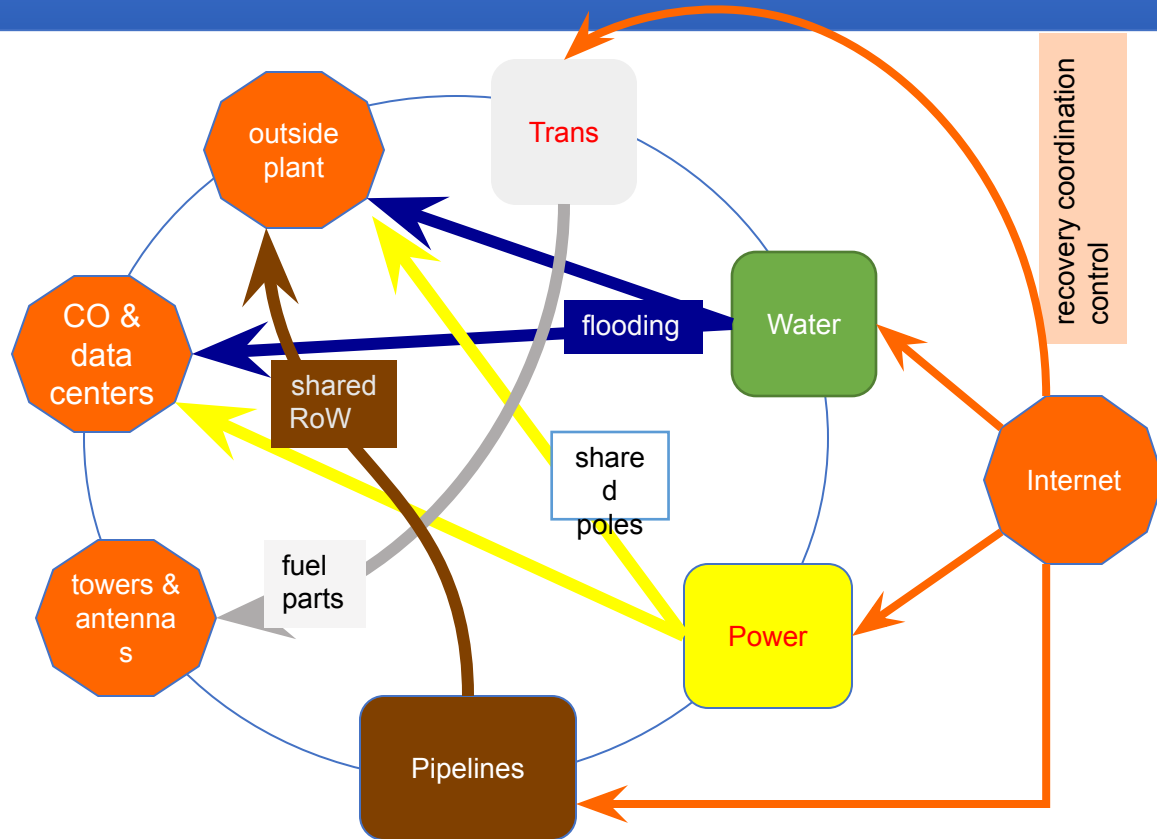 outside
plant
Trans
recovery coordination
control
CO &
data
centers
flooding
Water
shared
RoW
share
d
poles
Internet
towers &
antenna
s
fuel
parts
Power
Pipelines